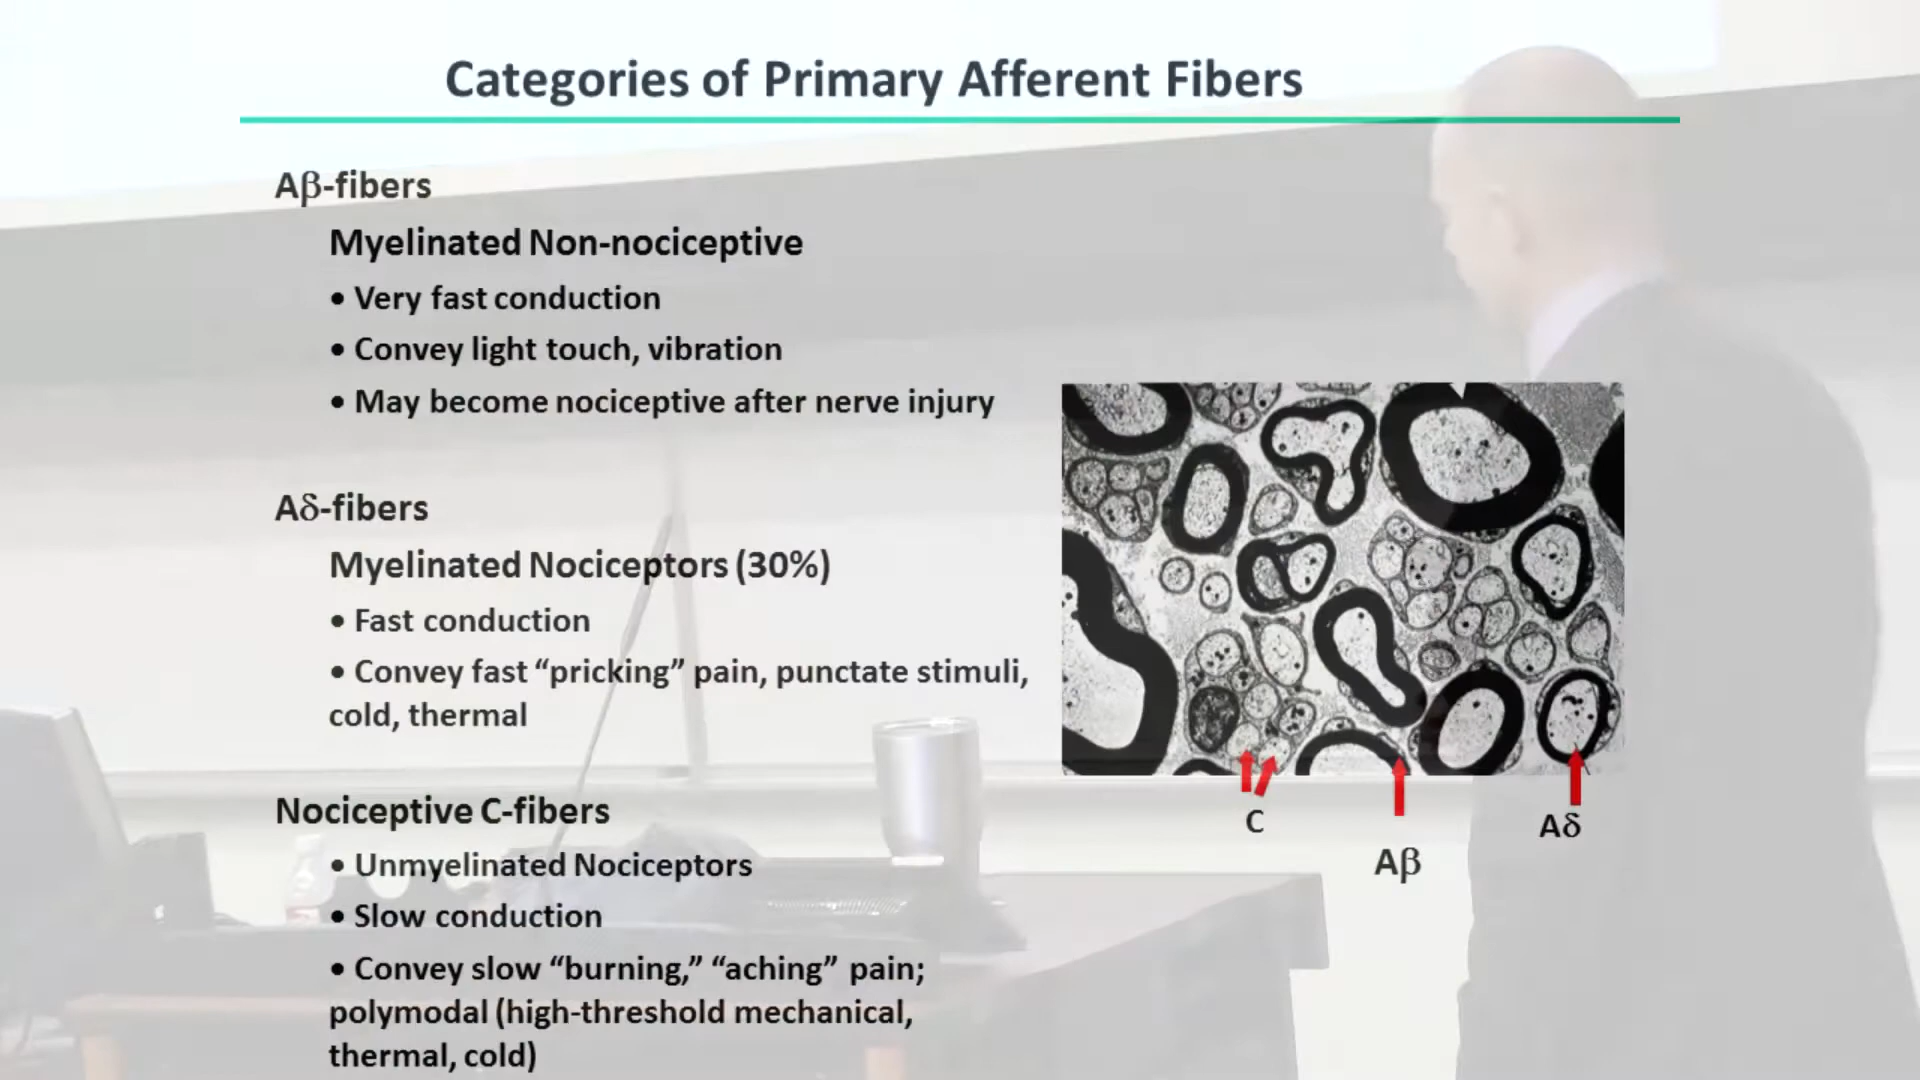 Categories of Primary Afferent Fibers
Aβ-fibers
Myelinated Non-nociceptive
• Very fast conduction
• Convey light touch, vibration
• May become nociceptive after nerve injury
Aδ-fibers
Myelinated Nociceptors (30%)
• Fast conduction
• Convey fast “pricking” pain, punctate stimuli,
cold, thermal
Nociceptive C-fibers
• Unmyelinated Nociceptors
• Slow conduction
• Convey slow “burning,” “aching” pain;
polymodal (high-threshold mechanical,
thermal, cold)
C
Aβ
Aδ